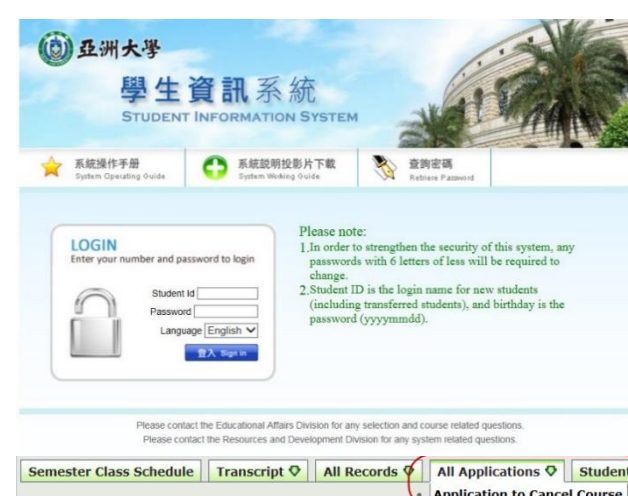 亞洲大學
學生資訊系統
STUDENT INFORMATION SYSTEM
系統操作手册
System Operating Guide
系統說明投影片下載
System Working Guide
查詢密碼
Retrieve Password
LOGIN
Enter your number and password to login
Student Id
Password
Language English
登入 Sign in
Please note:
1.In order to strengthen the security of this system, any
passwords with 6 letters of less will be required to
change.
2.Student ID is the login name for new students
(including transferred students), and birthday is the
password (yyyymmdd).
Please contact the Educational Affairs Division for any selection and course related questions.
Please contact the Resources and Development Division for any system related questions.
Semester Class Schedule Transcript All Records All Applications Student
Application to Cancel Course